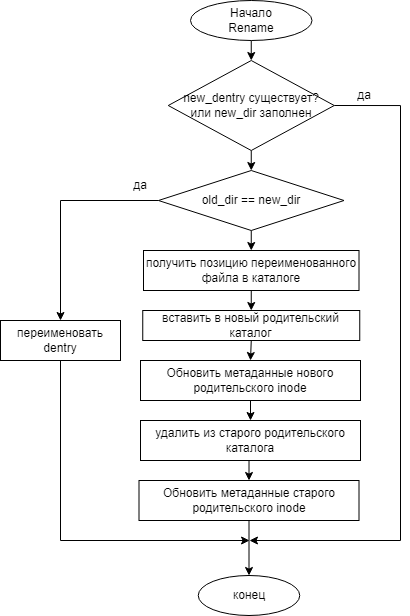 Начало
Rename
new_dentry существует?
или new_dir заполнен
да
да
old_dir == new_dir
получить позицию переименованного
файла в каталоге
вставить в новый родительский
каталог
переименовать
dentry
Обновить метаданные нового
родительского inode
удалить из старого родительского
каталога
Обновить метаданные старого
родительского inode
конец